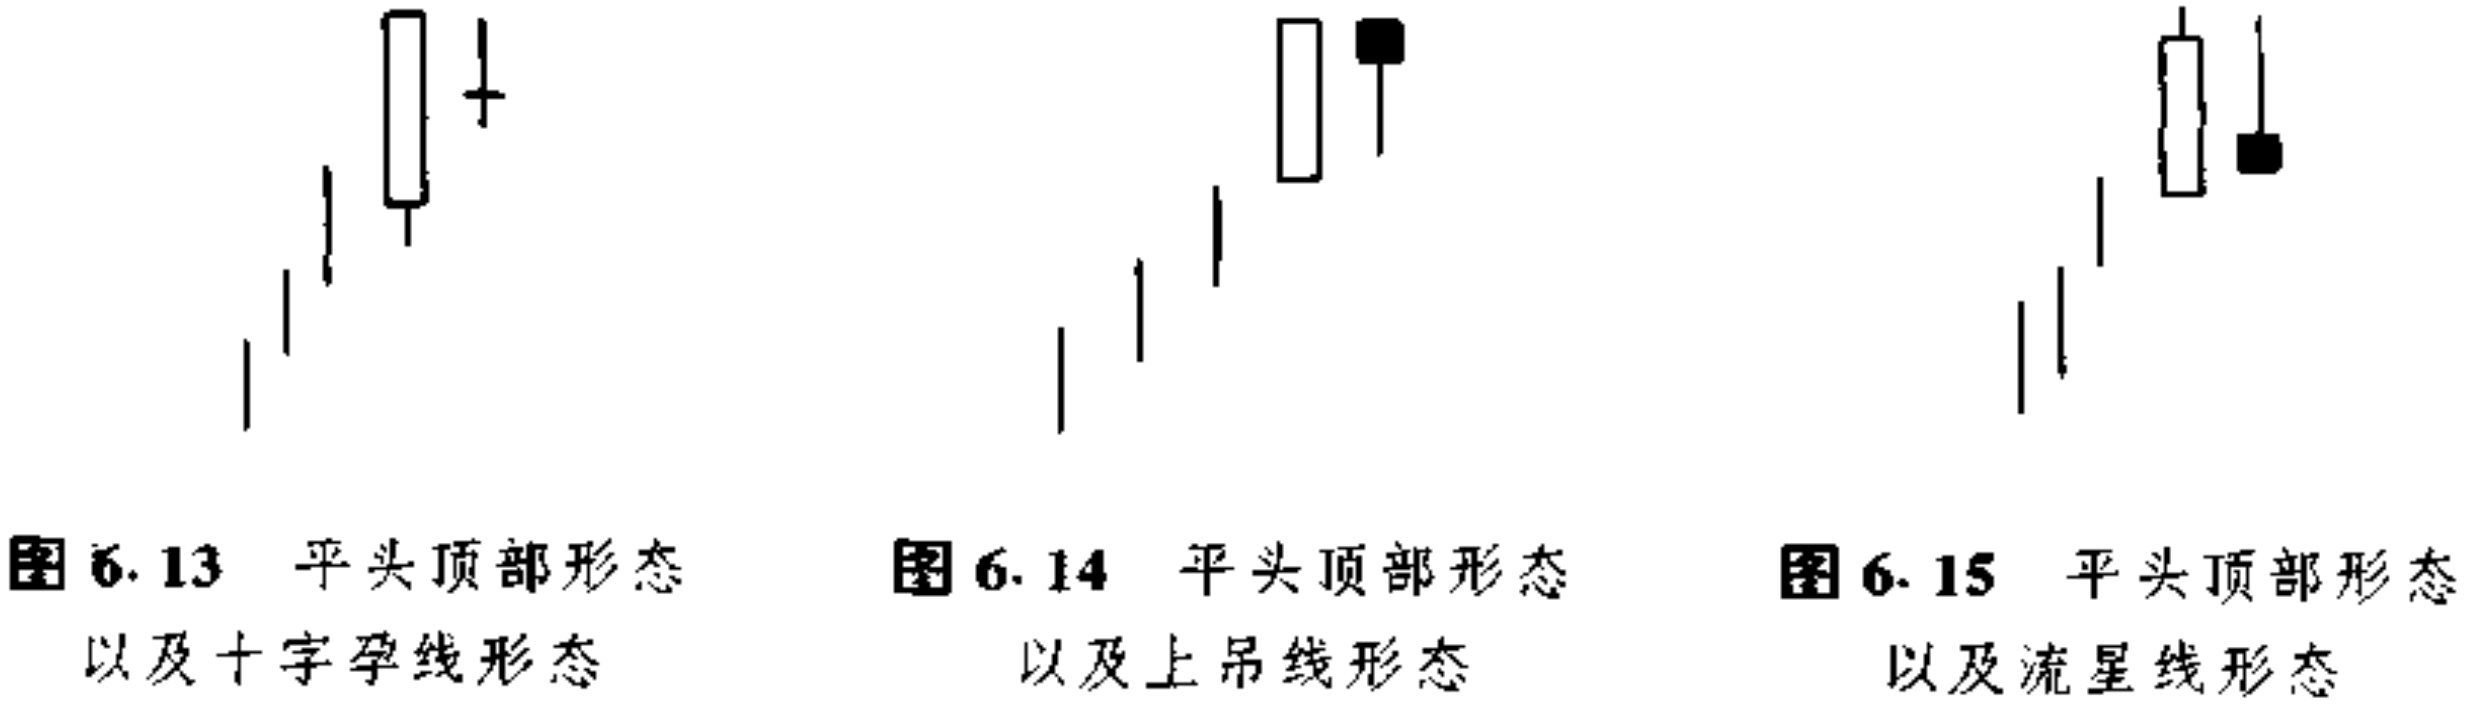 图 6.13 平头顶部形态
以及十字孕线形态
图 6.14 平头顶部形态
以及上吊线形态
图 6.15 平头顶部形态
以及流星线形态